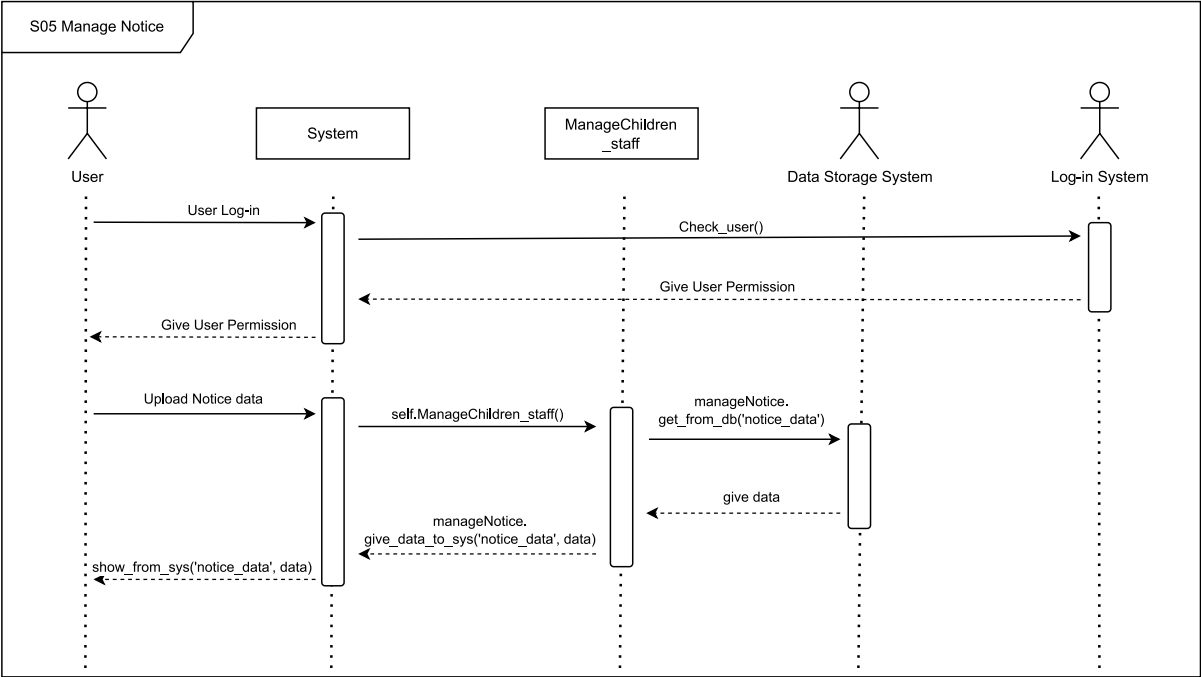 S05 Manage Notice
User
System
ManageChildren
_staff
Data Storage System
Log-in System
User Log-in
Check_user()
Give User Permission
Give User Permission
Upload Notice data
self.ManageChildren_staff()
manageNotice.
get_from_db('notice_data')
give data
manageNotice.
give_data_to_sys('notice_data', data)
show_from_sys('notice_data', data)